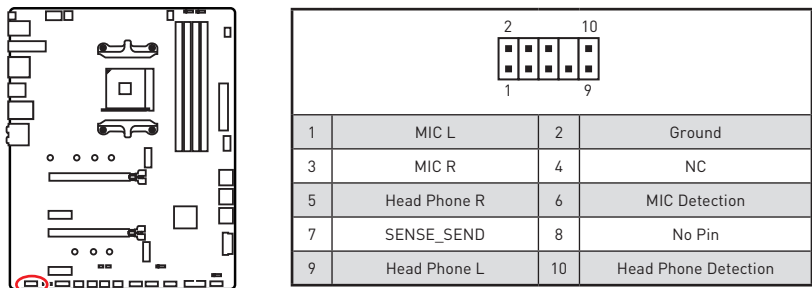 2 10
1 9
1 MIC L 2 Ground
3 MIC R 4 NC
5 Head Phone R 6 MIC Detection
7 SENSE_SEND 8 No Pin
9 Head Phone L 10 Head Phone Detection